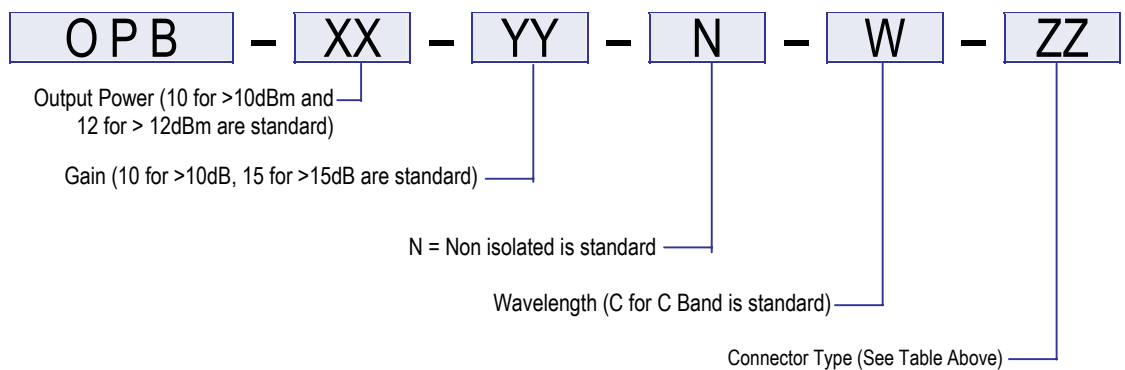 OPB – XX – YY – N – W – ZZ
Output Power (10 for >10dBm and
12 for > 12dBm are standard)
Gain (10 for >10dB, 15 for >15dB are standard)
N = Non isolated is standard
Wavelength (C for C Band is standard)
Connector Type (See Table Above)